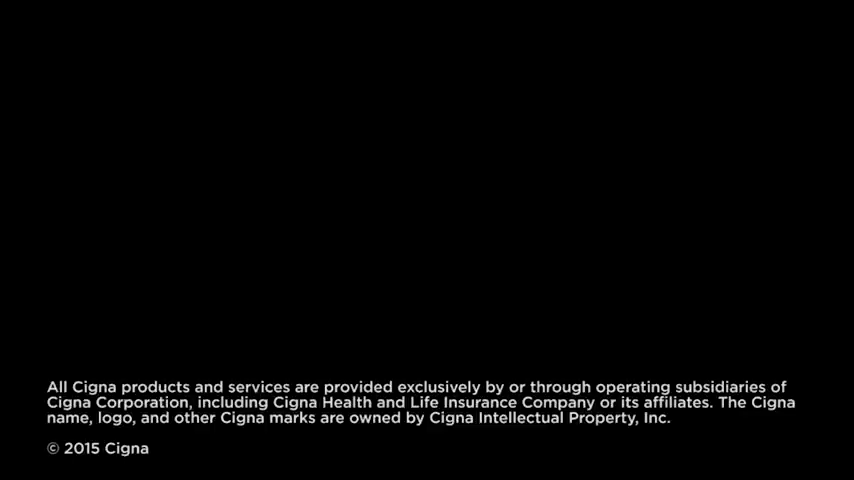 All Cigna products and services are provided exclusively by or through operating subsidiaries of
Cigna Corporation, including Cigna Health and Life Insurance Company or its affiliates. The Cigna
name, logo, and other Cigna marks are owned by Cigna Intellectual Property, Inc.
© 2015 Cigna